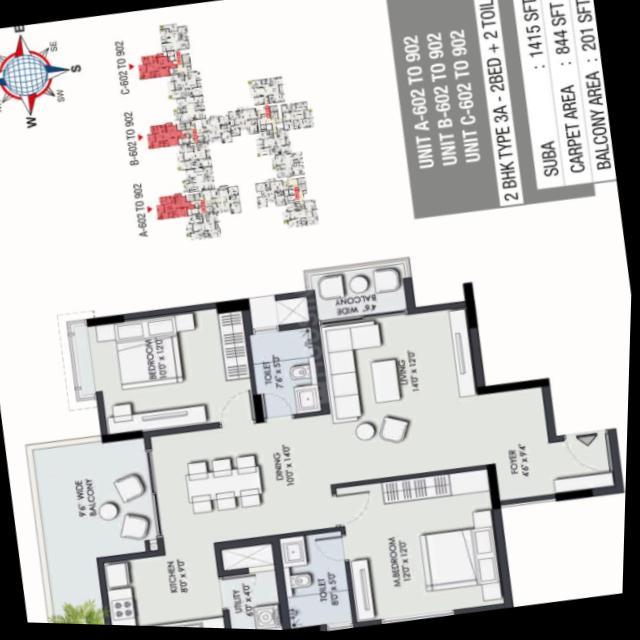 E
SE
S
SW
W
C-602 TO 902
B-602 TO 902
A-602 TO 902
UNIT A-602 TO 902
UNIT B-602 TO 902
UNIT C-602 TO 902
2 BHK TYPE 3A - 2BED + 2 TOIL
SUBA : 1415 SFT
CARPET AREA : 844 SFT
BALCONY AREA : 201 SFT
4'6" WIDE
BALCONY
BEDROOM
10'0" X 12'0"
TOILET
7'6" X 5'0"
LIVING
14'0" X 12'0"
9'6" WIDE
BALCONY
DINING
10'0" X 14'0"
FOYER
4'6" X 9'4"
KITCHEN
8'0" X 9'0"
UTILITY
X 4'0"
TOILET
8'0" X 5'0"
M.BEDROOM
12'0" X 12'0"